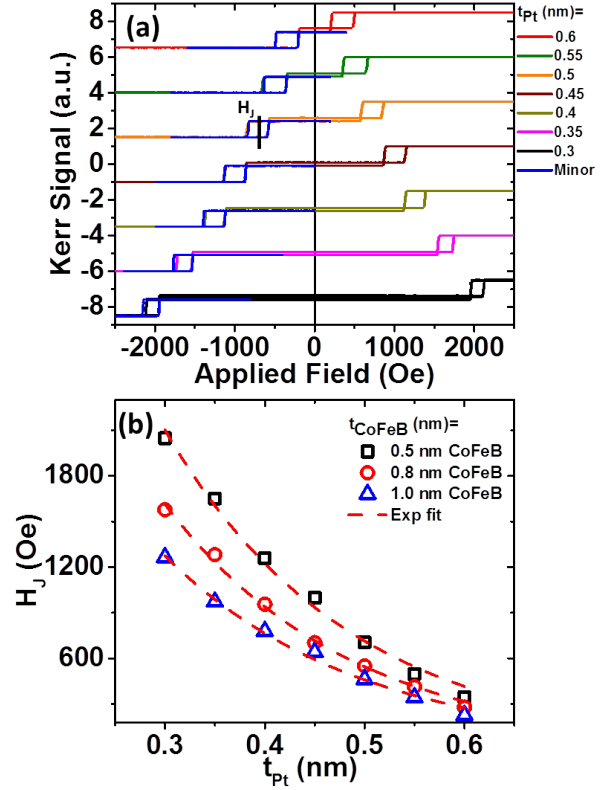 (a)
t_Pt (nm)=
0.6
0.55
0.5
0.45
0.4
0.35
0.3
Minor
H_J
Kerr Signal (a.u.)
8
6
4
2
0
-2
-4
-6
-8
-2000 -1000 0 1000 2000
Applied Field (Oe)
(b)
t_CoFeB (nm)=
0.5 nm CoFeB
0.8 nm CoFeB
1.0 nm CoFeB
Exp fit
H_J (Oe)
1800
1200
600
0.3 0.4 0.5 0.6
t_Pt (nm)